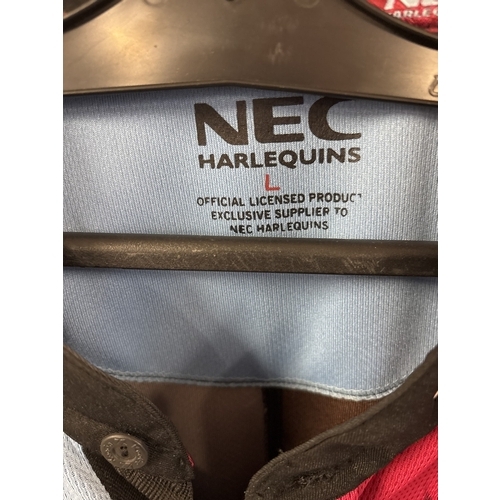 NEC
HARLEQUINS
L
OFFICIAL LICENSED PRODUCT
EXCLUSIVE SUPPLIER TO
NEC HARLEQUINS